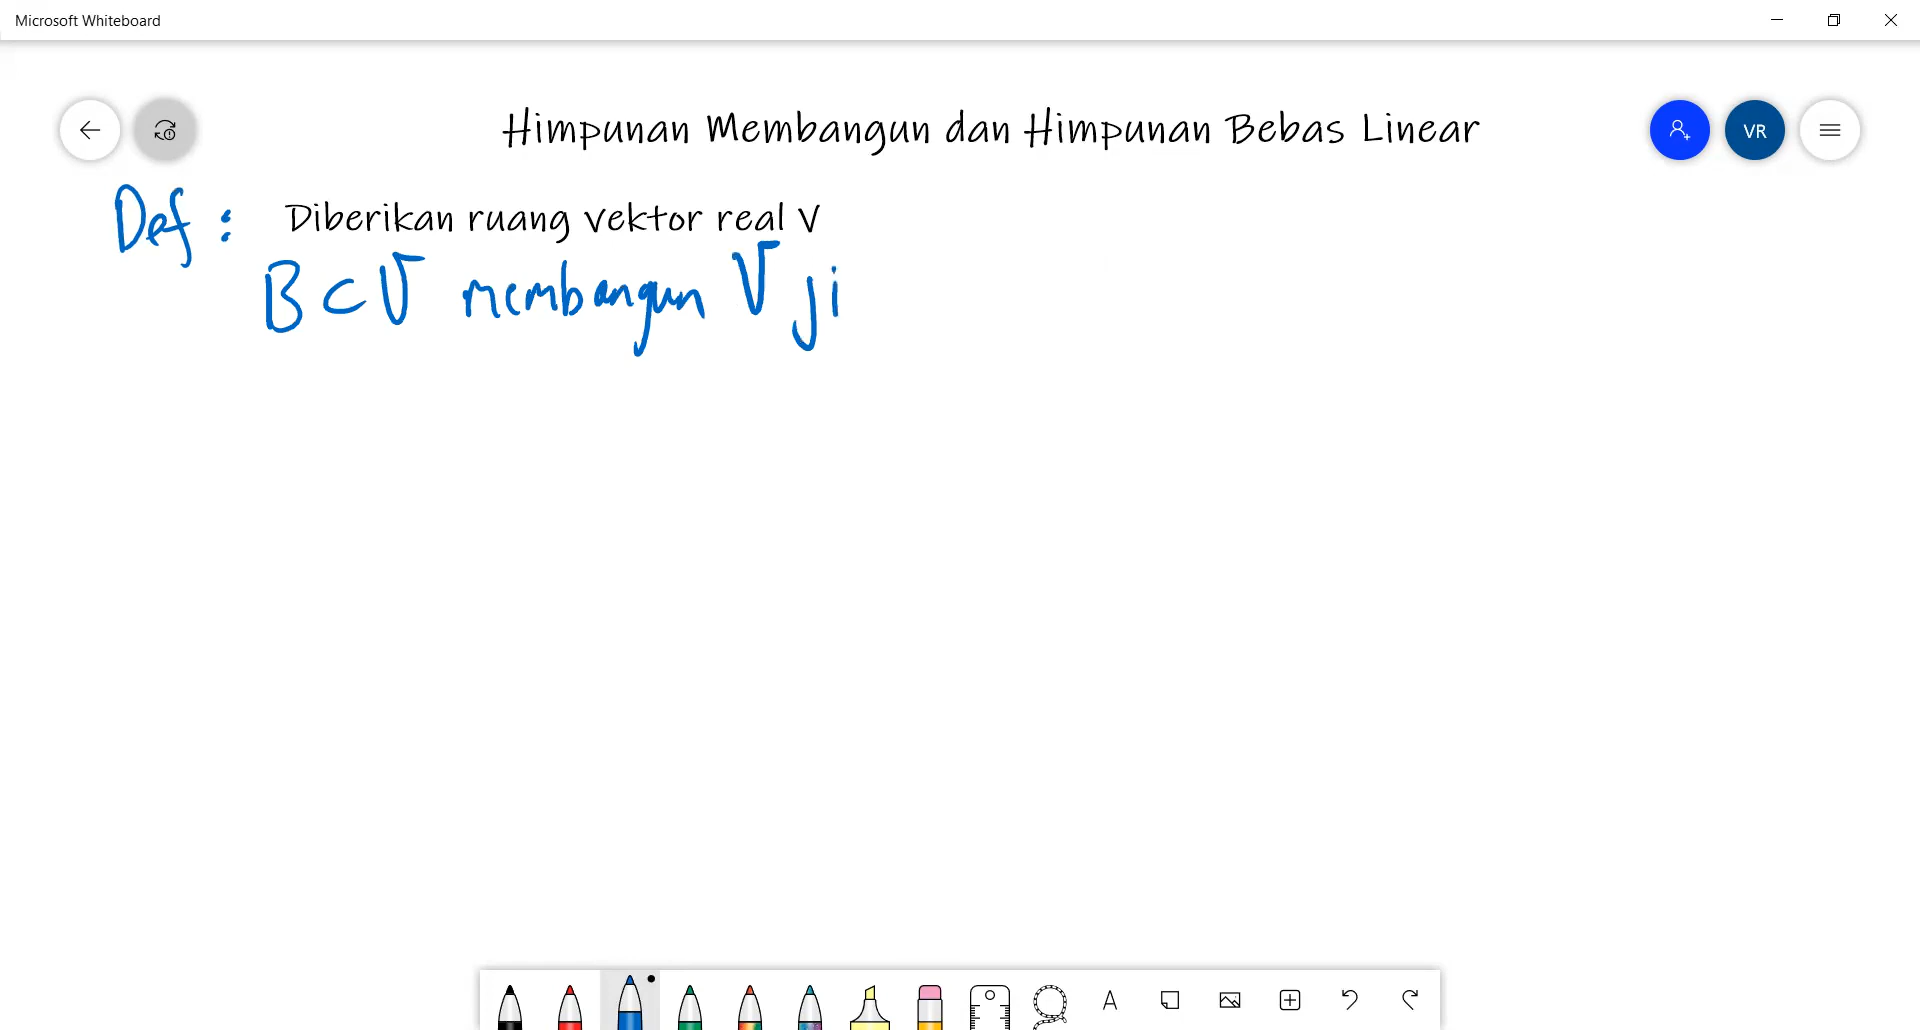 Microsoft Whiteboard
Himpunan Membangun dan Himpunan Bebas Linear
VR
Def : Diberikan ruang vektor real V
B ⊂ V membangun V ji
A